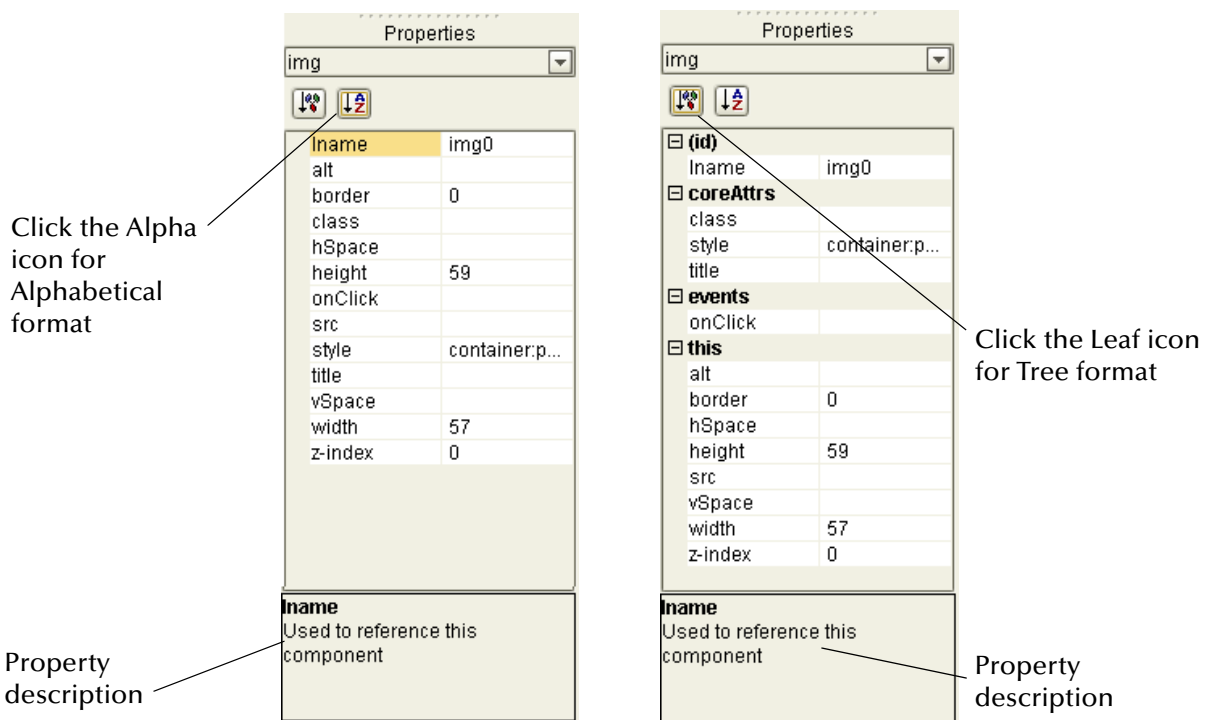 Properties
img
lname img0
alt
border 0
class
hSpace
height 59
onClick
src
style container:p...
title
vSpace
width 57
z-index 0
lname
Used to reference this
component
Click the Alpha
icon for
Alphabetical
format
Property
description
Properties
img
(id)
lname img0
coreAttrs
class
style container:p...
title
events
onClick
this
alt
border 0
hSpace
height 59
src
vSpace
width 57
z-index 0
lname
Used to reference this
component
Click the Leaf icon
for Tree format
Property
description